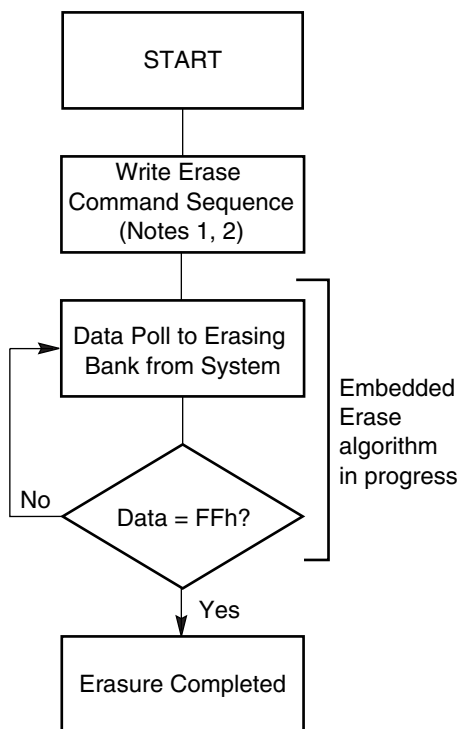 START
Write Erase
Command Sequence
(Notes 1, 2)
Data Poll to Erasing
Bank from System
Embedded
Erase
algorithm
in progress
No
Data = FFh?
Yes
Erasure Completed